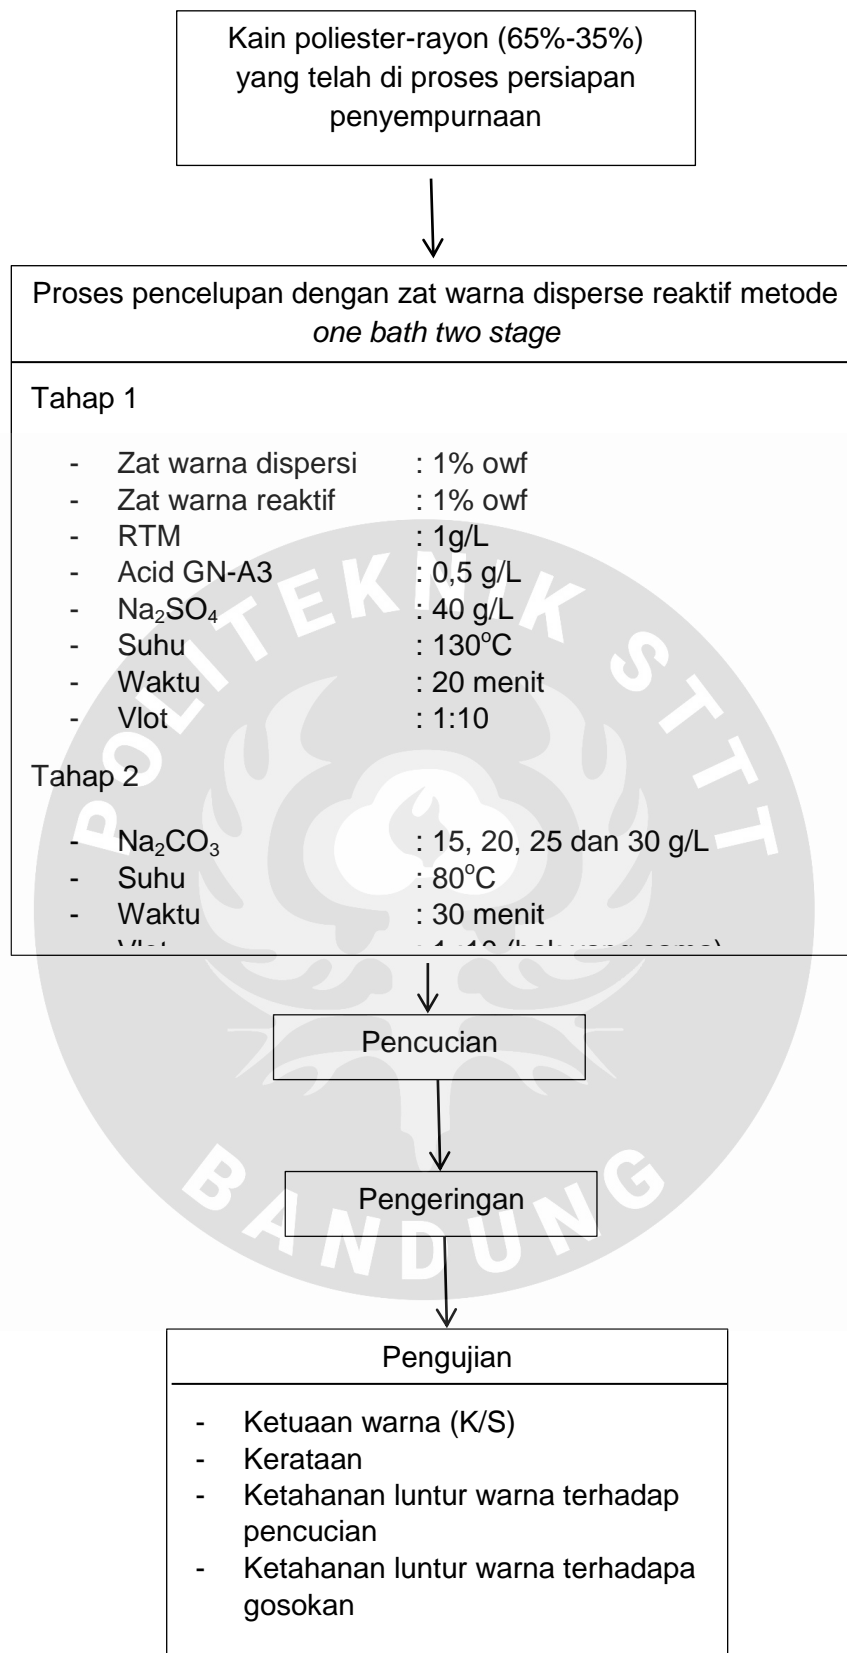 Kain poliester-rayon (65%-35%)
yang telah di proses persiapan
penyempurnaan
Proses pencelupan dengan zat warna disperse reaktif metode
one bath two stage
Tahap 1
- Zat warna dispersi : 1% owf
- Zat warna reaktif : 1% owf
- RTM : 1g/L
- Acid GN-A3 : 0,5 g/L
- Na₂SO₄ : 40 g/L
- Suhu : 130°C
- Waktu : 20 menit
- Vlot : 1:10
Tahap 2
- Na₂CO₃ : 15, 20, 25 dan 30 g/L
- Suhu : 80°C
- Waktu : 30 menit
Pencucian
Pengeringan
Pengujian
- Ketuaan warna (K/S)
- Kerataan
- Ketahanan luntur warna terhadap
pencucian
- Ketahanan luntur warna terhadapa
gosokan
POLITEKNIK STTT
BANDUNG